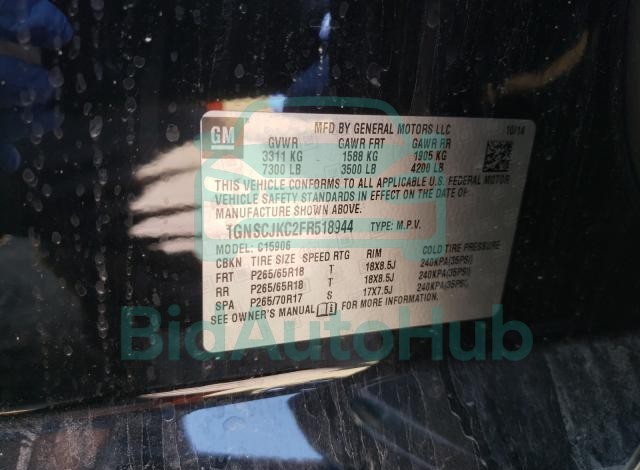 GM
MFD BY GENERAL MOTORS LLC 10/14
GVWR GAWR FRT GAWR RR
3311 KG 1588 KG 1905 KG
7300 LB 3500 LB 4200 LB
THIS VEHICLE CONFORMS TO ALL APPLICABLE U.S. FEDERAL MOTOR
VEHICLE SAFETY STANDARDS IN EFFECT ON THE DATE OF
MANUFACTURE SHOWN ABOVE.
1GNSCJKC2FR518944 TYPE: M.P.V.
MODEL: C15906
CBKN TIRE SIZE SPEED RTG RIM COLD TIRE PRESSURE
FRT P265/65R18 T 18X8.5J 240KPA(35PSI)
RR P265/65R18 T 18X8.5J 240KPA(35PSI)
SPA P265/70R17 S 17X7.5J 240KPA(35PSI)
SEE OWNER'S MANUAL FOR MORE INFORMATION.
BidAutoHub